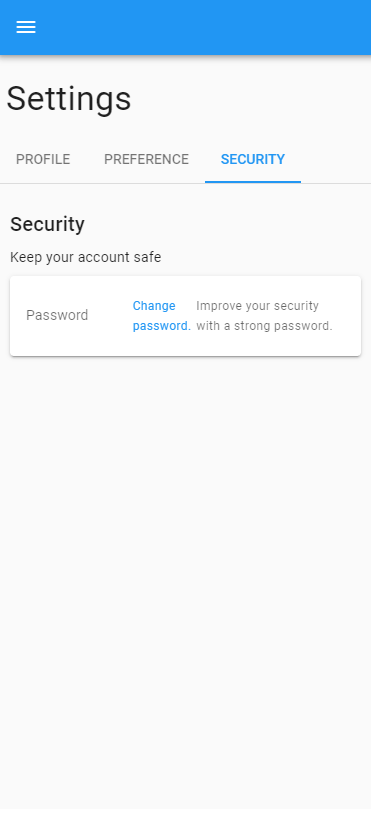 Settings
PROFILE PREFERENCE SECURITY
Security
Keep your account safe
Password
Change
password.
Improve your security
with a strong password.